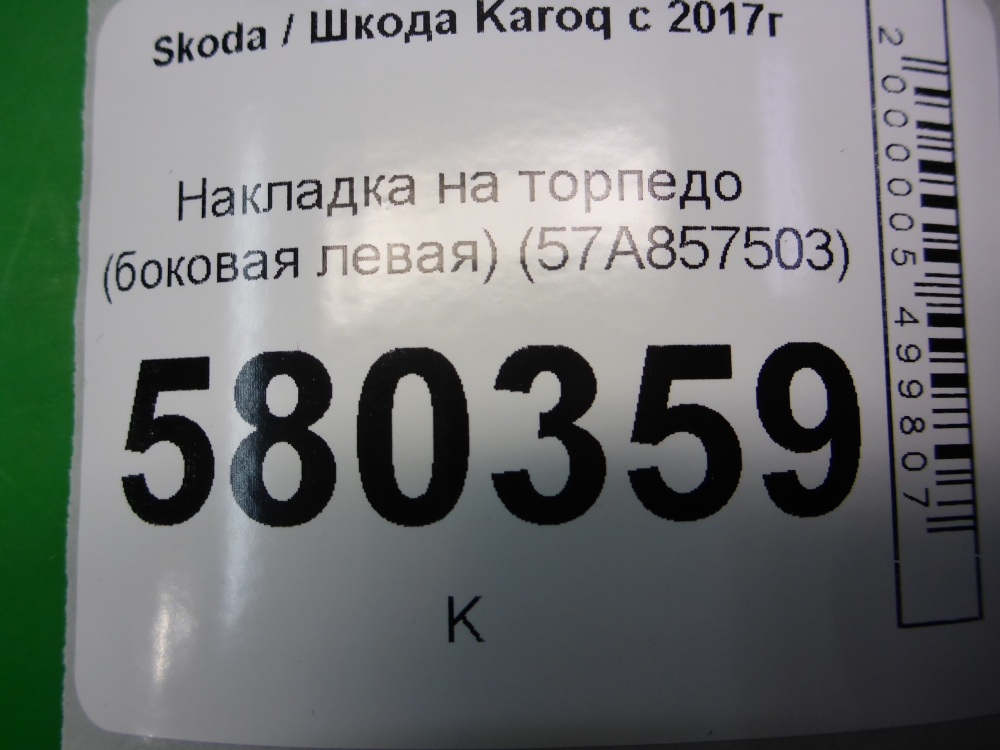 Skoda / Шкода Karoq с 2017г
Накладка на торпедо
(боковая левая) (57A857503)
580359
К
2000005499807